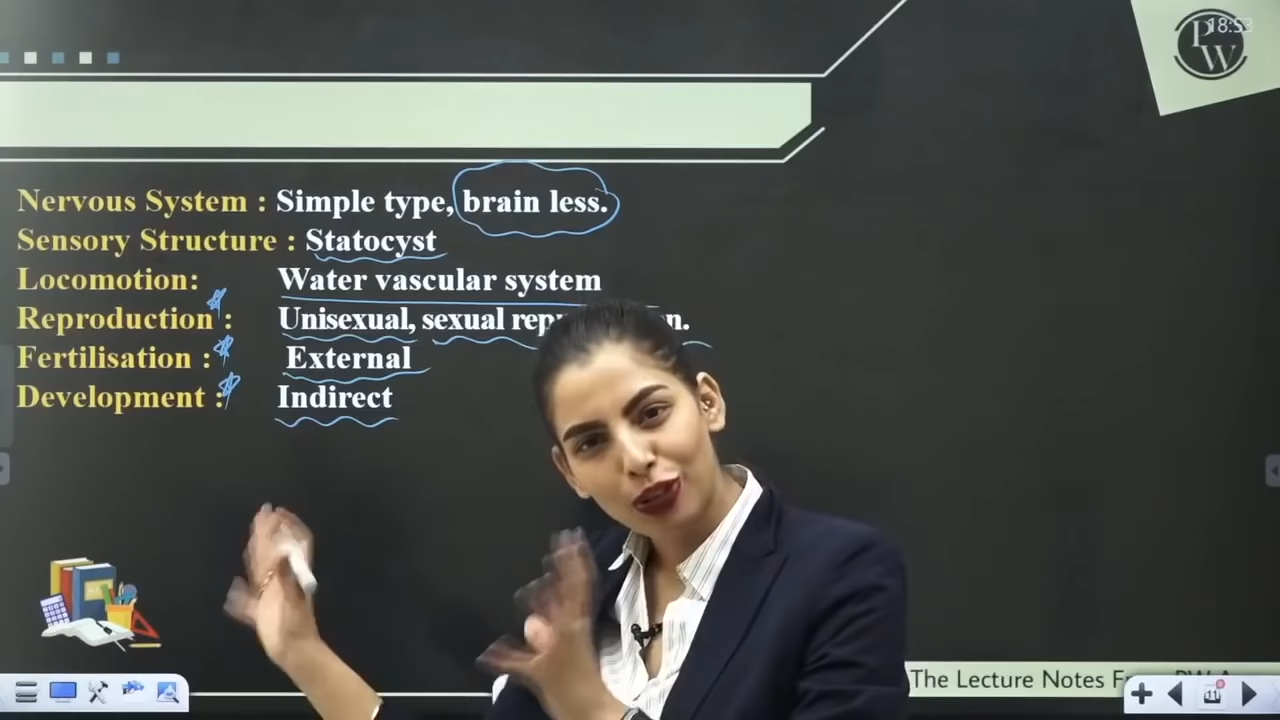 18:53
PW
Nervous System : Simple type, brain less.
Sensory Structure : Statocyst
Locomotion: Water vascular system
Reproduction : Unisexual, sexual n.
Fertilisation : External
Development : Indirect
The Lecture Notes
11